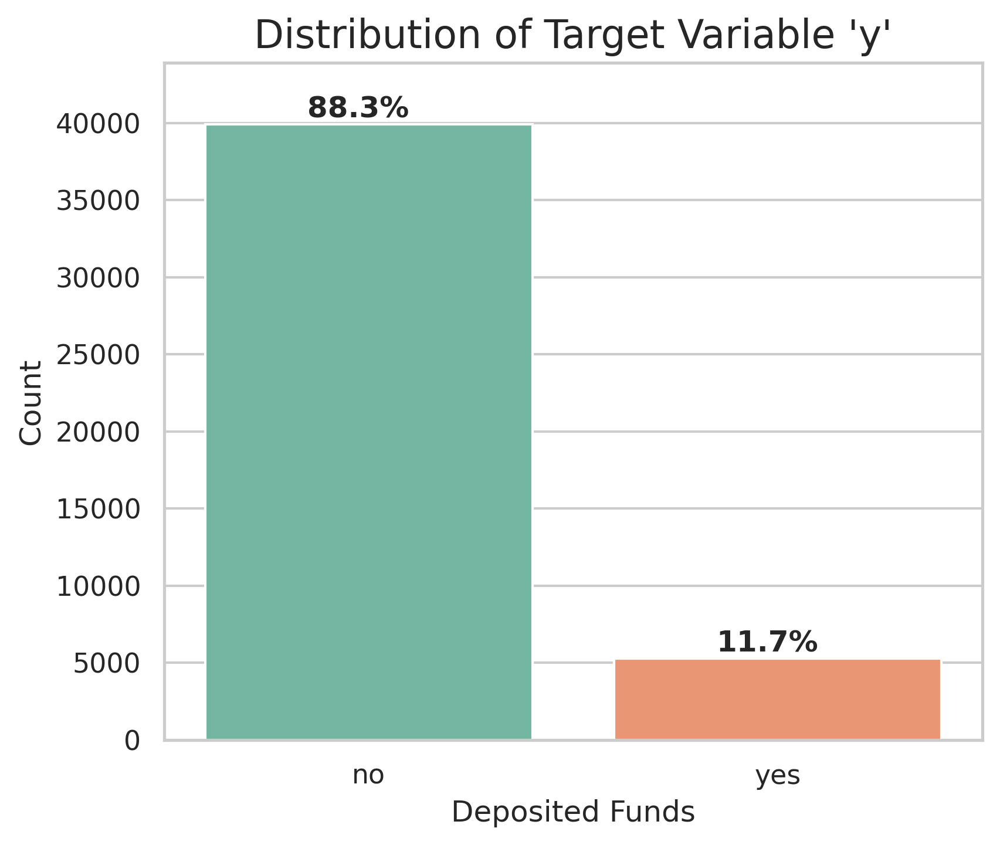 Distribution of Target Variable 'y'
88.3%
40000
35000
30000
25000
20000
15000
10000
11.7%
5000
0
Count
no yes
Deposited Funds